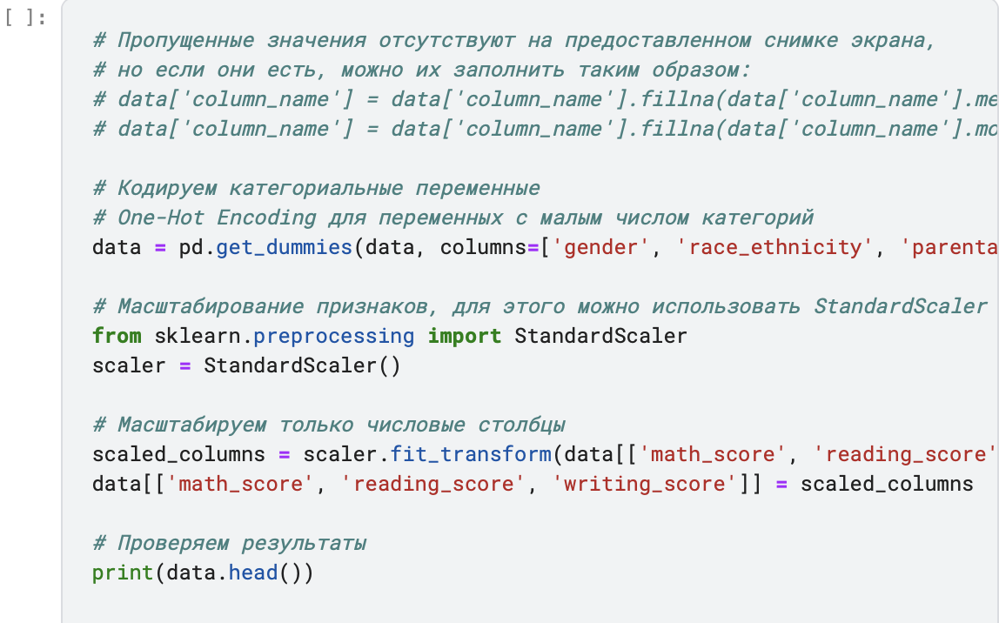 [ ]:
# Пропущенные значения отсутствуют на предоставленном снимке экрана,
# но если они есть, можно их заполнить таким образом:
# data['column_name'] = data['column_name'].fillna(data['column_name'].me
# data['column_name'] = data['column_name'].fillna(data['column_name'].mo
# Кодируем категориальные переменные
# One-Hot Encoding для переменных с малым числом категорий
data = pd.get_dummies(data, columns=['gender', 'race_ethnicity', 'parenta
# Масштабирование признаков, для этого можно использовать StandardScaler
from sklearn.preprocessing import StandardScaler
scaler = StandardScaler()
# Масштабируем только числовые столбцы
scaled_columns = scaler.fit_transform(data[['math_score', 'reading_score'
data[['math_score', 'reading_score', 'writing_score']] = scaled_columns
# Проверяем результаты
print(data.head())